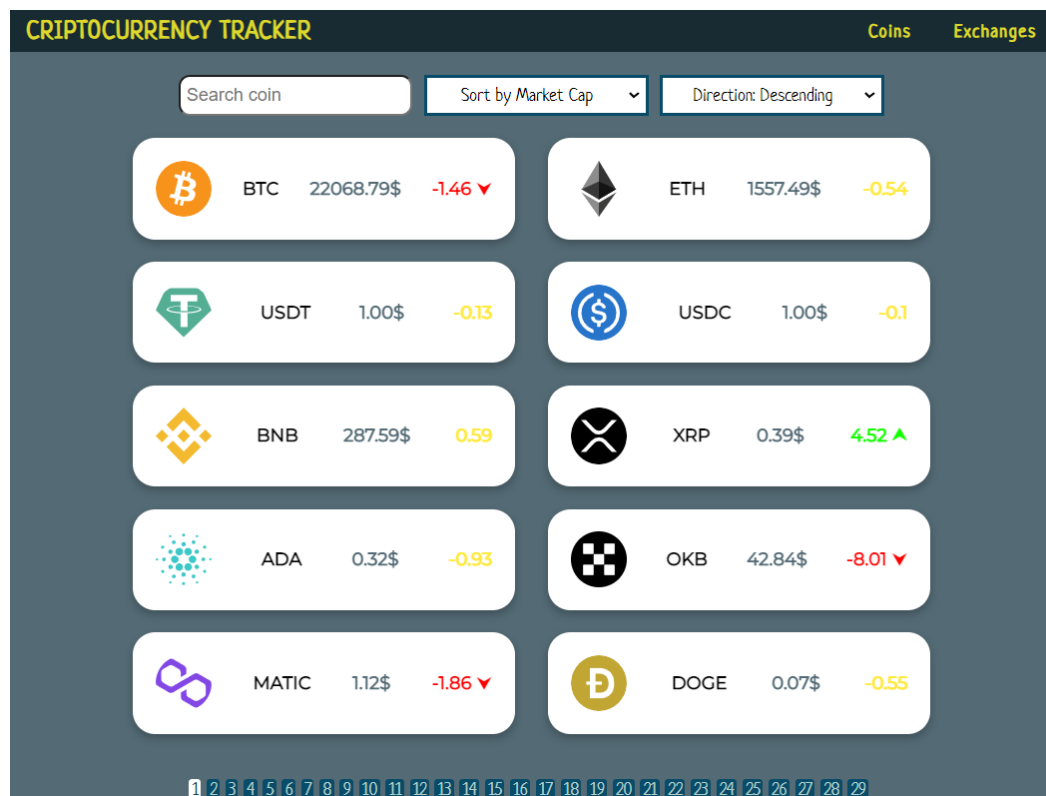 CRIPTOCURRENCY TRACKER Coins Exchanges
Search coin Sort by Market Cap Direction: Descending
BTC 22068.79$ -1.46 ETH 1557.49$ -0.54
USDT 1.00$ -0.13 USDC 1.00$ -0.1
BNB 287.59$ 0.59 XRP 0.39$ 4.52
ADA 0.32$ -0.93 OKB 42.84$ -8.01
MATIC 1.12$ -1.86 DOGE 0.07$ -0.55
1 2 3 4 5 6 7 8 9 10 11 12 13 14 15 16 17 18 19 20 21 22 23 24 25 26 27 28 29